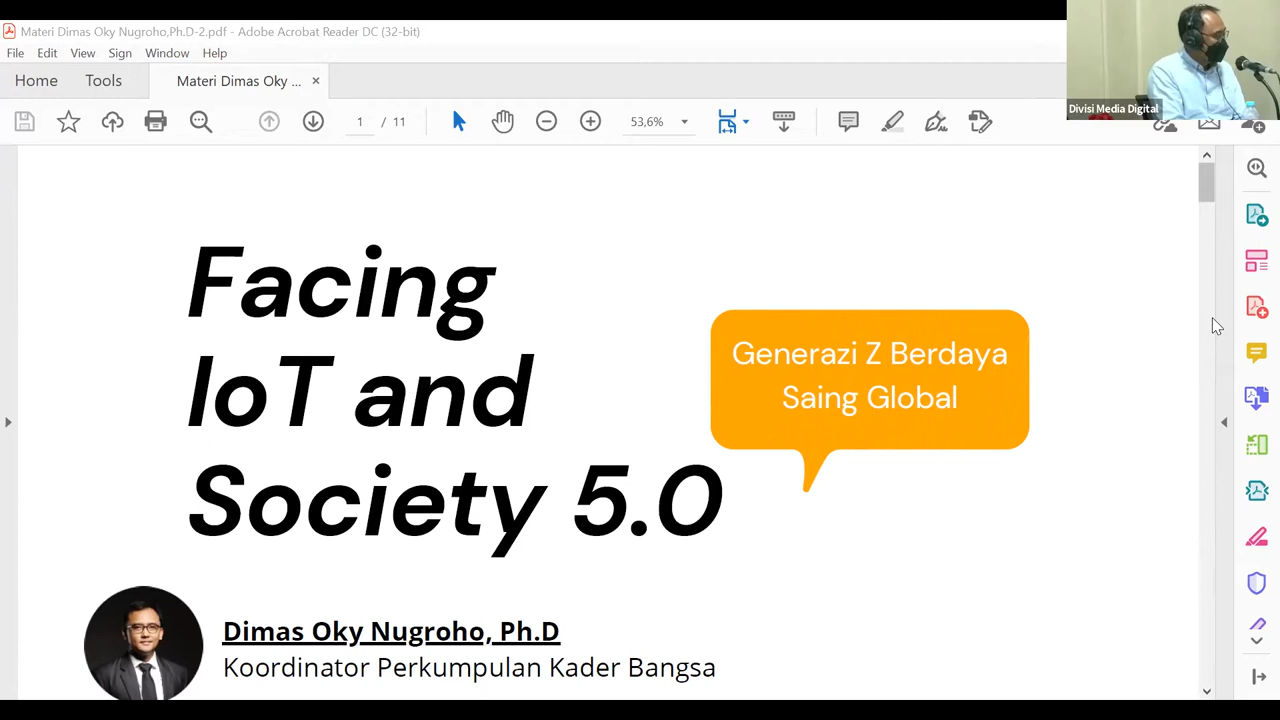 Materi Dimas Oky Nugroho,Ph.D-2.pdf - Adobe Acrobat Reader DC (32-bit)
File Edit View Sign Window Help
Home Tools Materi Dimas Oky ... ×
Divisi Media Digital
1 / 11 53,6%
Facing
IoT and
Society 5.0
Generazi Z Berdaya
Saing Global
Dimas Oky Nugroho, Ph.D
Koordinator Perkumpulan Kader Bangsa